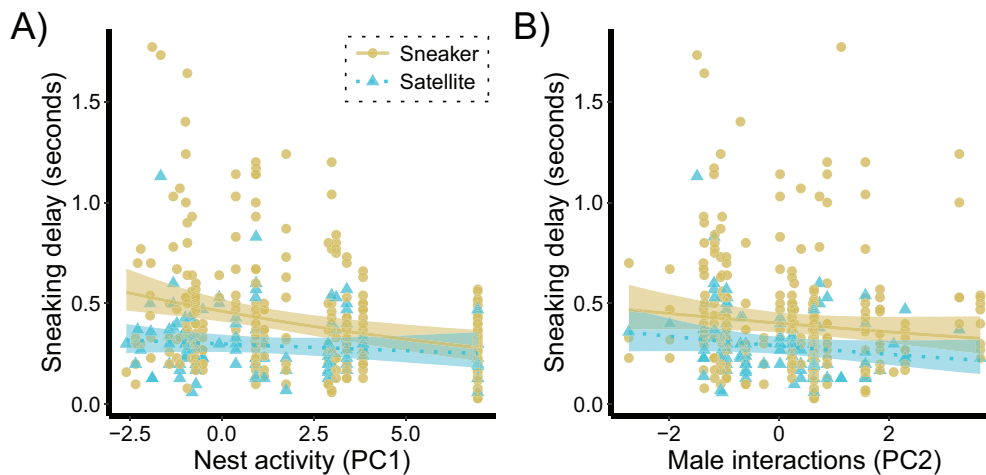 A)
Sneaking delay (seconds)
1.5
1.0
0.5
0.0
Sneaker
Satellite
−2.5 0.0 2.5 5.0
Nest activity (PC1)
B)
Sneaking delay (seconds)
1.5
1.0
0.5
0.0
−2 0 2
Male interactions (PC2)